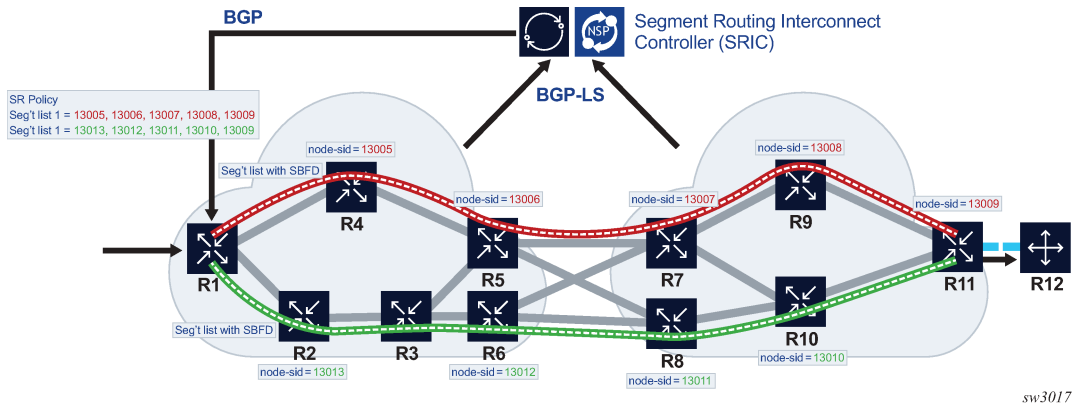 BGP
NSP
Segment Routing Interconnect
Controller (SRIC)
BGP-LS
SR Policy
Seg't list 1 = 13005, 13006, 13007, 13008, 13009
Seg't list 1 = 13013, 13012, 13011, 13010, 13009
node-sid = 13005
node-sid = 13008
Seg't list with SBFD
node-sid = 13006
node-sid = 13007
node-sid = 13009
R4
R9
R1
R5
R7
R11
R12
Seg't list with SBFD
R2
R3
R6
R8
R10
node-sid = 13013
node-sid = 13012
node-sid = 13011
node-sid = 13010
sw3017